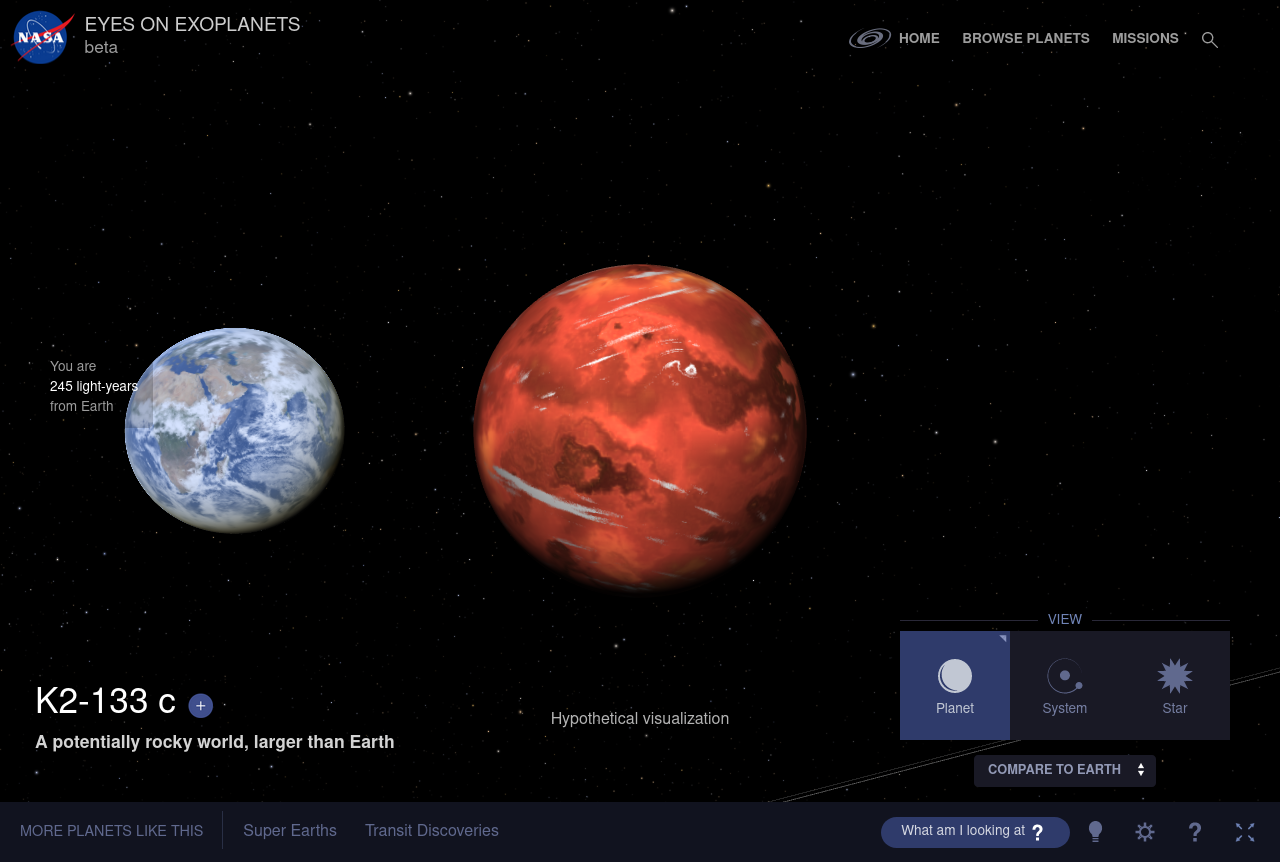 NASA
EYES ON EXOPLANETS
beta
HOME
BROWSE PLANETS
MISSIONS
You are
245 light-years
from Earth
K2-133 c +
A potentially rocky world, larger than Earth
Hypothetical visualization
VIEW
Planet
System
Star
COMPARE TO EARTH
MORE PLANETS LIKE THIS
Super Earths
Transit Discoveries
What am I looking at ?
?